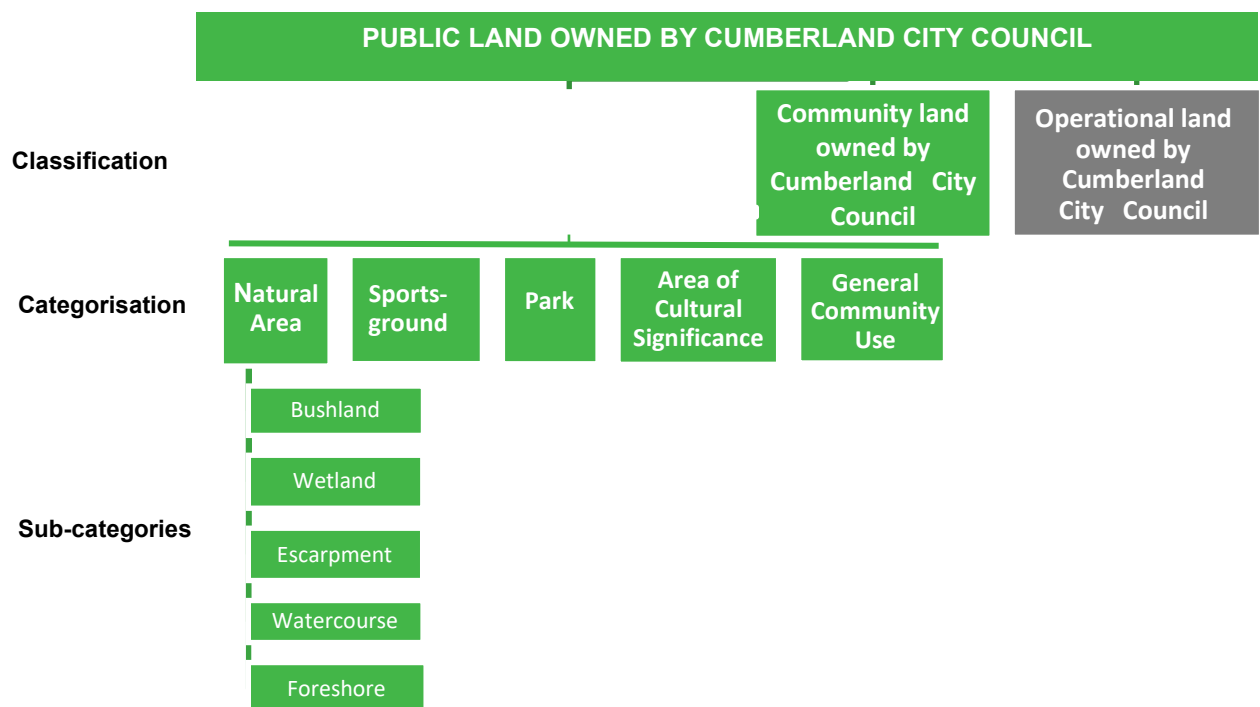 PUBLIC LAND OWNED BY CUMBERLAND CITY COUNCIL
Classification
Community land
owned by
Cumberland City
Council
Operational land
owned by
Cumberland
City Council
Categorisation
Natural
Area
Sports-
ground
Park
Area of
Cultural
Significance
General
Community
Use
Sub-categories
Bushland
Wetland
Escarpment
Watercourse
Foreshore